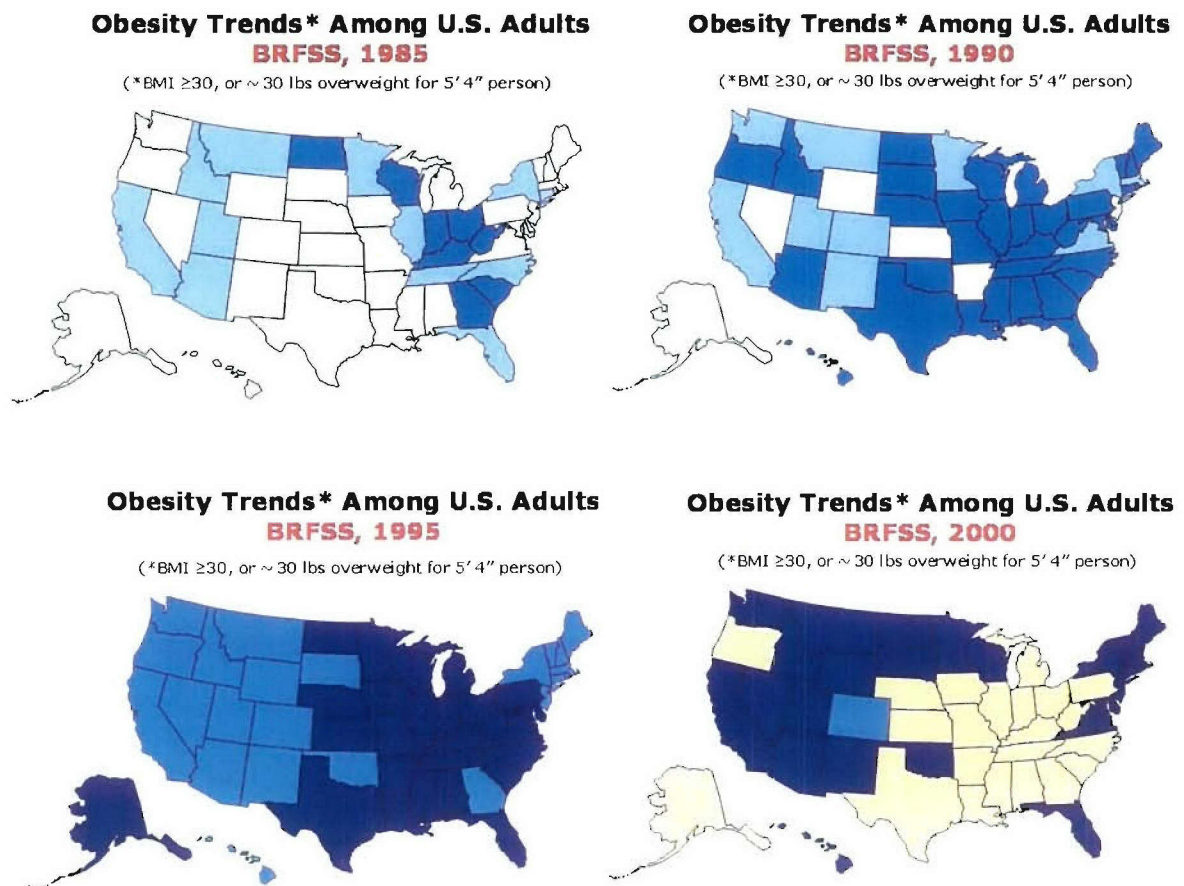 Obesity Trends* Among U.S. Adults
BRFSS, 1985
(*BMI ≥30, or ~ 30 lbs overweight for 5' 4" person)
Obesity Trends* Among U.S. Adults
BRFSS, 1990
(*BMI ≥30, or ~ 30 lbs overweight for 5' 4" person)
Obesity Trends* Among U.S. Adults
BRFSS, 1995
(*BMI ≥30, or ~ 30 lbs overweight for 5' 4" person)
Obesity Trends* Among U.S. Adults
BRFSS, 2000
(*BMI ≥30, or ~ 30 lbs overweight for 5' 4" person)